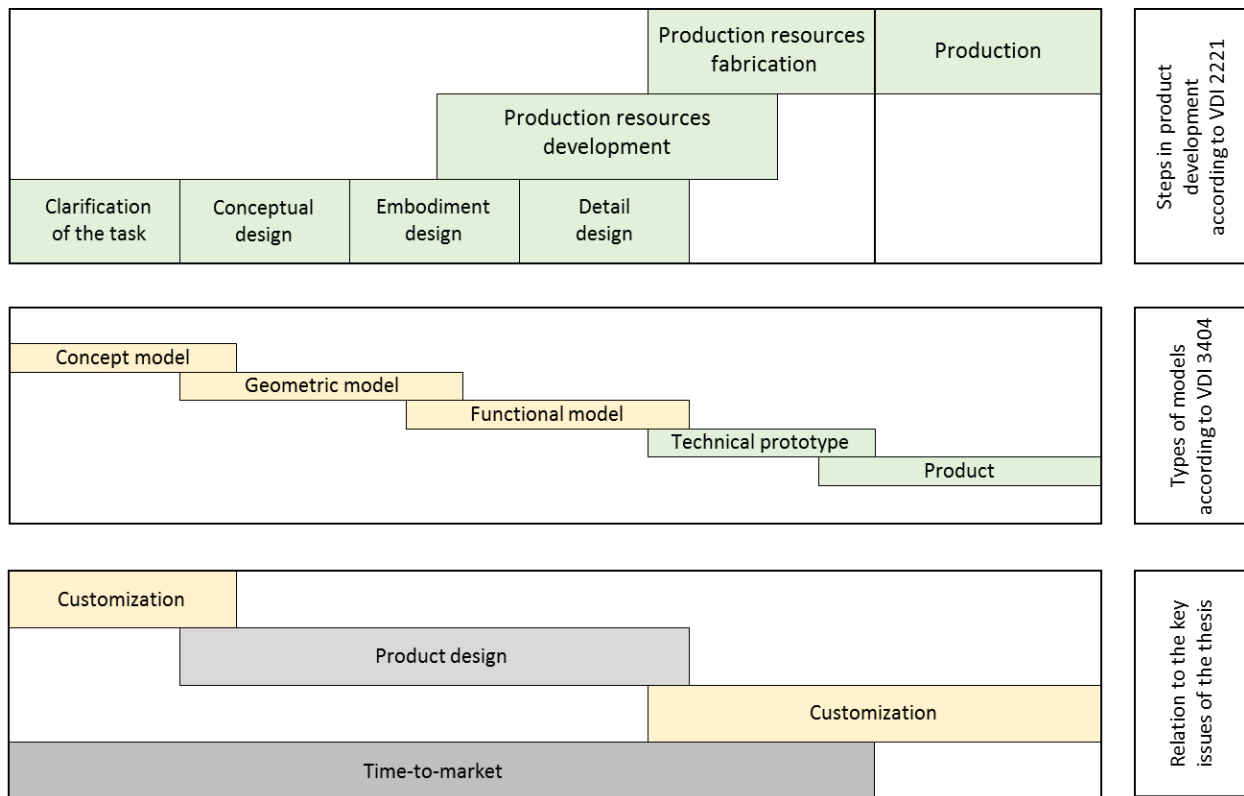 Production resources
fabrication
Production
Production resources
development
Clarification
of the task
Conceptual
design
Embodiment
design
Detail
design
Steps in product
development
according to VDI 2221
Concept model
Geometric model
Functional model
Technical prototype
Product
Types of models
according to VDI 3404
Customization
Product design
Customization
Time-to-market
Relation to the key
issues of the thesis